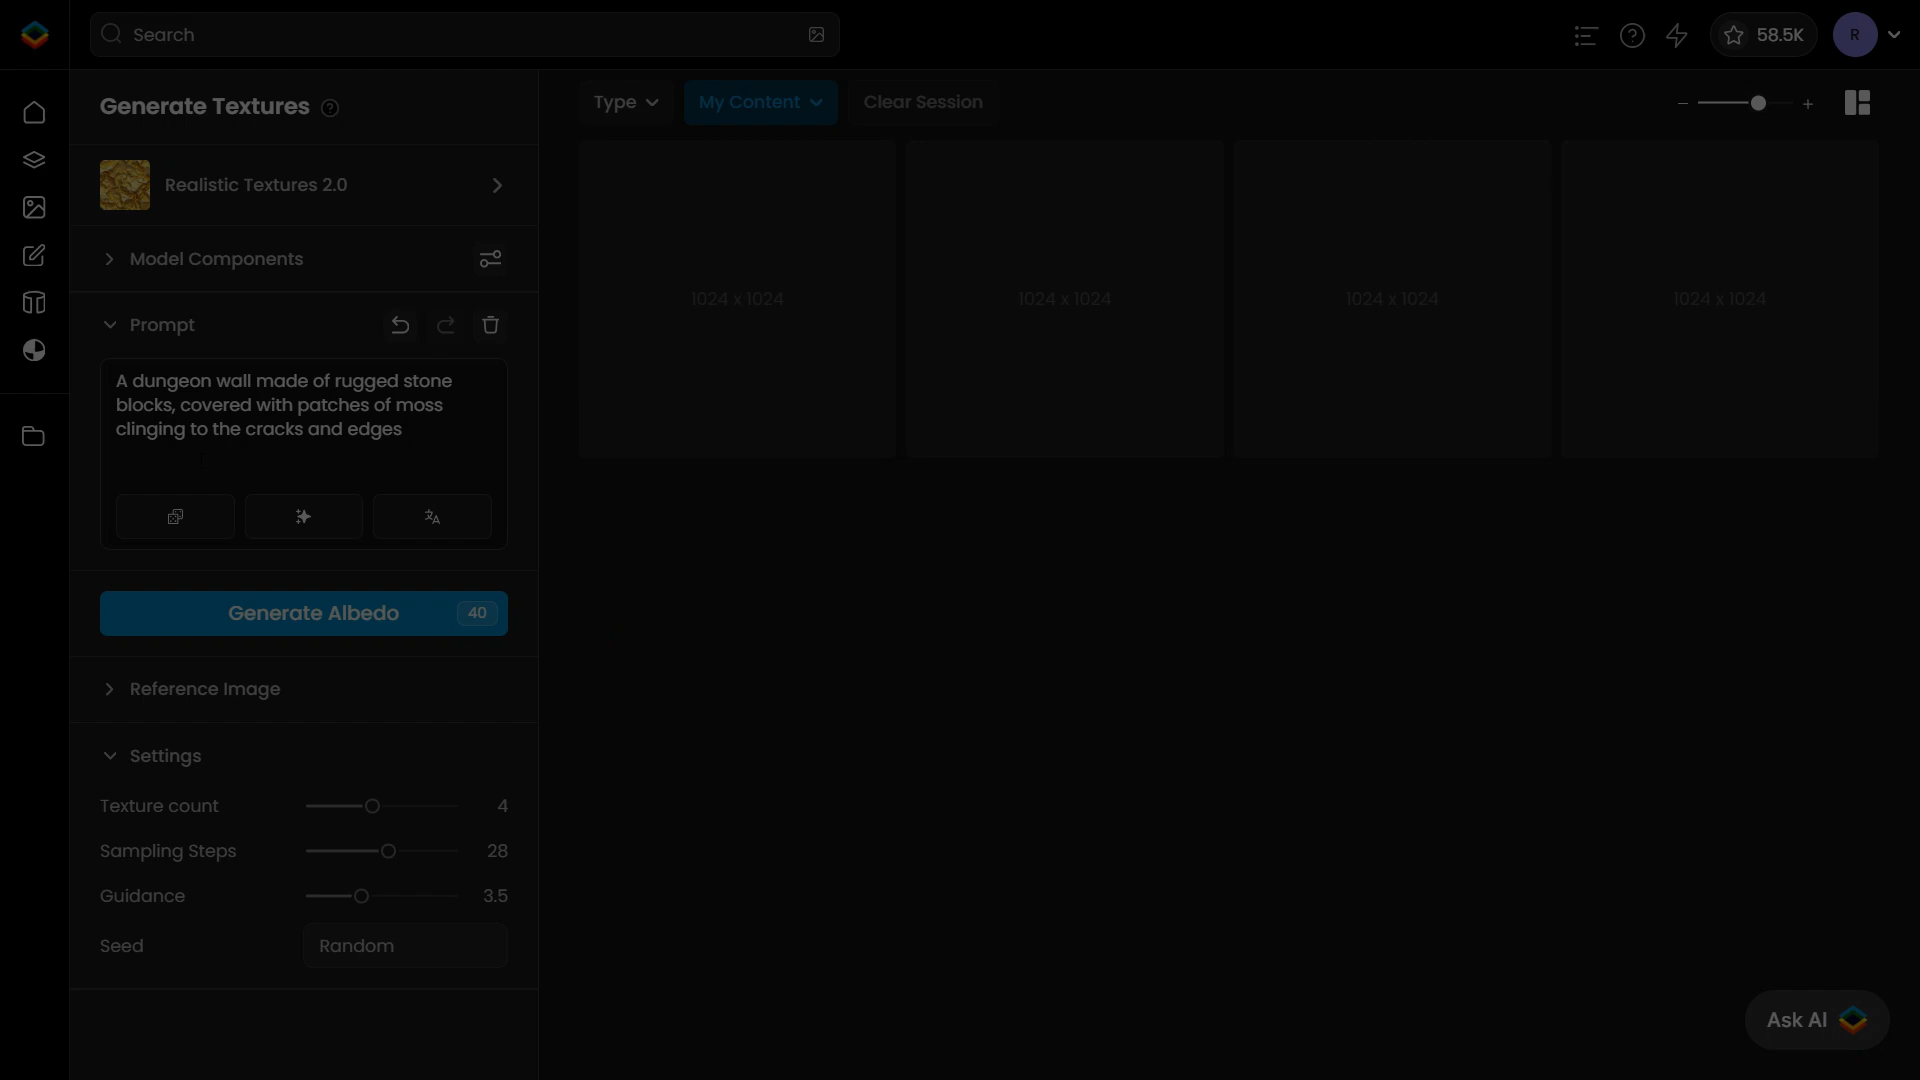 Search
58.5K
R
Generate Textures
Type
My Content
Clear Session
Realistic Textures 2.0
Model Components
1024 x 1024
1024 x 1024
1024 x 1024
1024 x 1024
Prompt
A dungeon wall made of rugged stone
blocks, covered with patches of moss
clinging to the cracks and edges
Generate Albedo 40
Reference Image
Settings
Texture count 4
Sampling Steps 28
Guidance 3.5
Seed Random
Ask AI